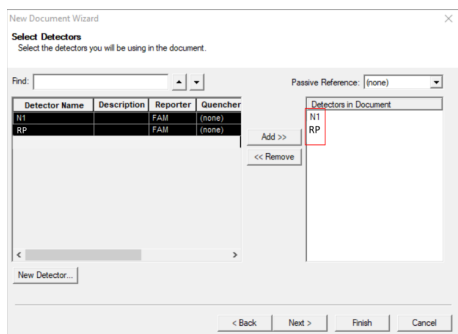 New Document Wizard
Select Detectors
Select the detectors you will be using in the document.
Find:
Passive Reference: (none)
Detector Name Description Reporter Quencher
N1 FAM (none)
RP FAM (none)
Detectors in Document
N1
RP
Add >>
<< Remove
New Detector...
< Back Next > Finish Cancel